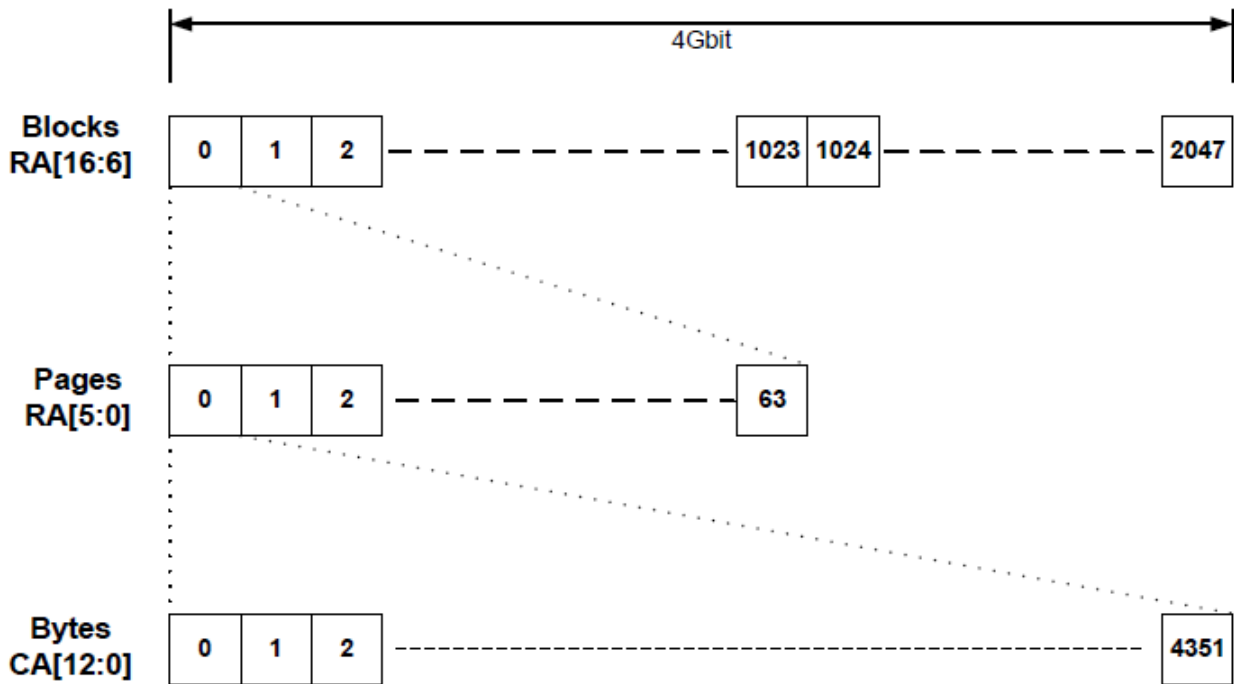 4Gbit
Blocks
RA[16:6]
0 1 2 1023 1024 2047
Pages
RA[5:0]
0 1 2 63
Bytes
CA[12:0]
0 1 2 4351